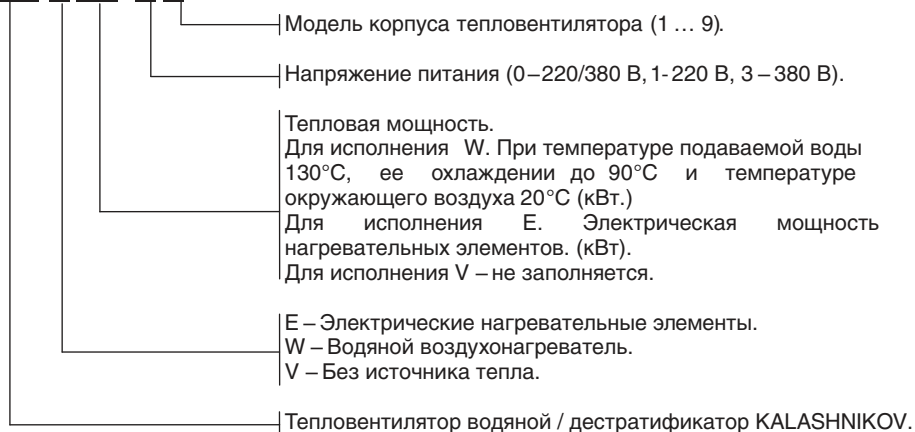 Модель корпуса тепловентилятора (1 … 9).
Напряжение питания (0–220/380 В, 1- 220 В, 3 – 380 В).
Тепловая мощность.
Для исполнения W. При температуре подаваемой воды
130°С, ее охлаждении до 90°С и температуре
окружающего воздуха 20°С (кВт.)
Для исполнения Е. Электрическая мощность
нагревательных элементов. (кВт).
Для исполнения V – не заполняется.
Е – Электрические нагревательные элементы.
W – Водяной воздухонагреватель.
V – Без источника тепла.
Тепловентилятор водяной / дестратификатор KALASHNIKOV.